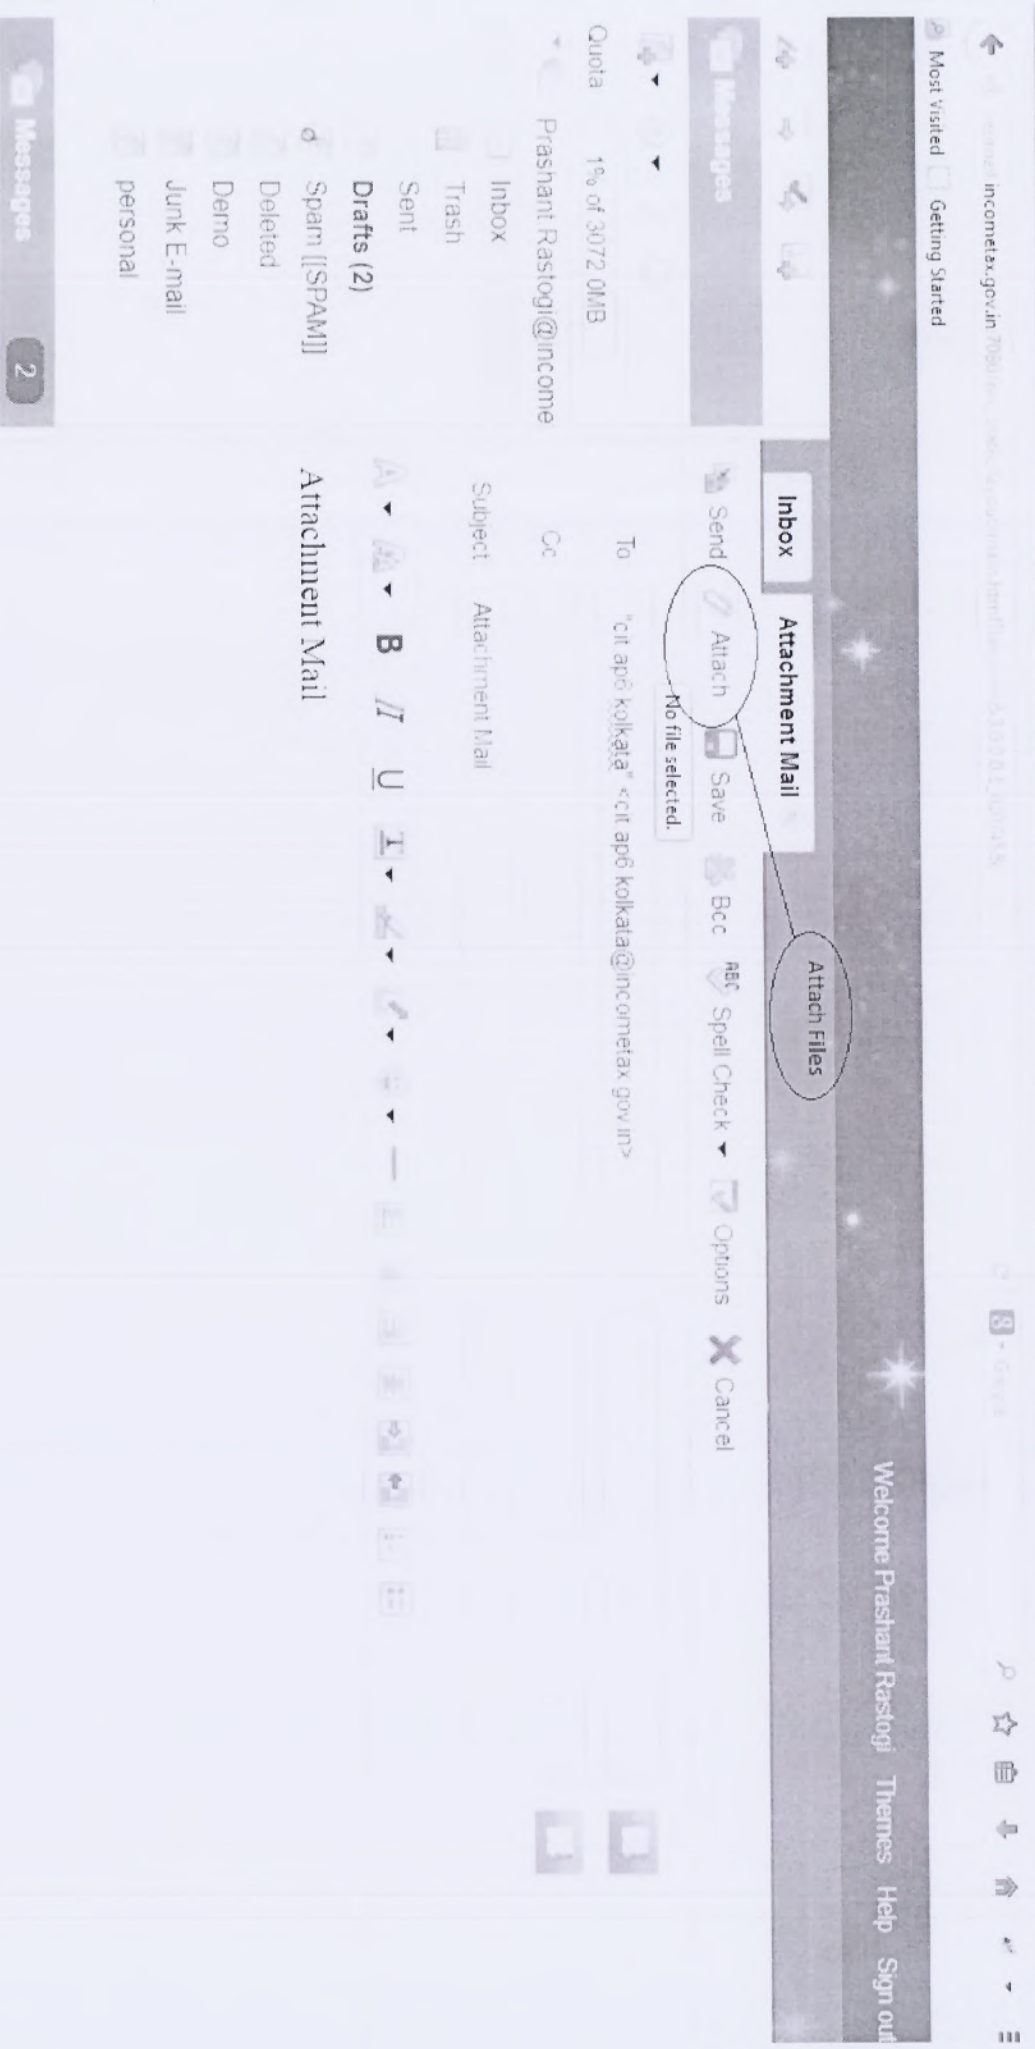 incometax.gov.in
Most Visited Getting Started
Welcome Prashant Rastogi Themes Help Sign out
Attach Files
Inbox Attachment Mail
Messages
Send Attach Save Bcc ABC Spell Check Options Cancel
No file selected.
Quota 1% of 3072 0MB
To "cit ap6 kolkata" <cit ap6 kolkata@incometax gov in>
Prashant Rastogi@income
Cc
Inbox
Subject Attachment Mail
Trash
Sent
B I U T
Drafts (2)
Spam [[SPAM]]
Attachment Mail
Deleted
Demo
Junk E-mail
personal
Messages 2